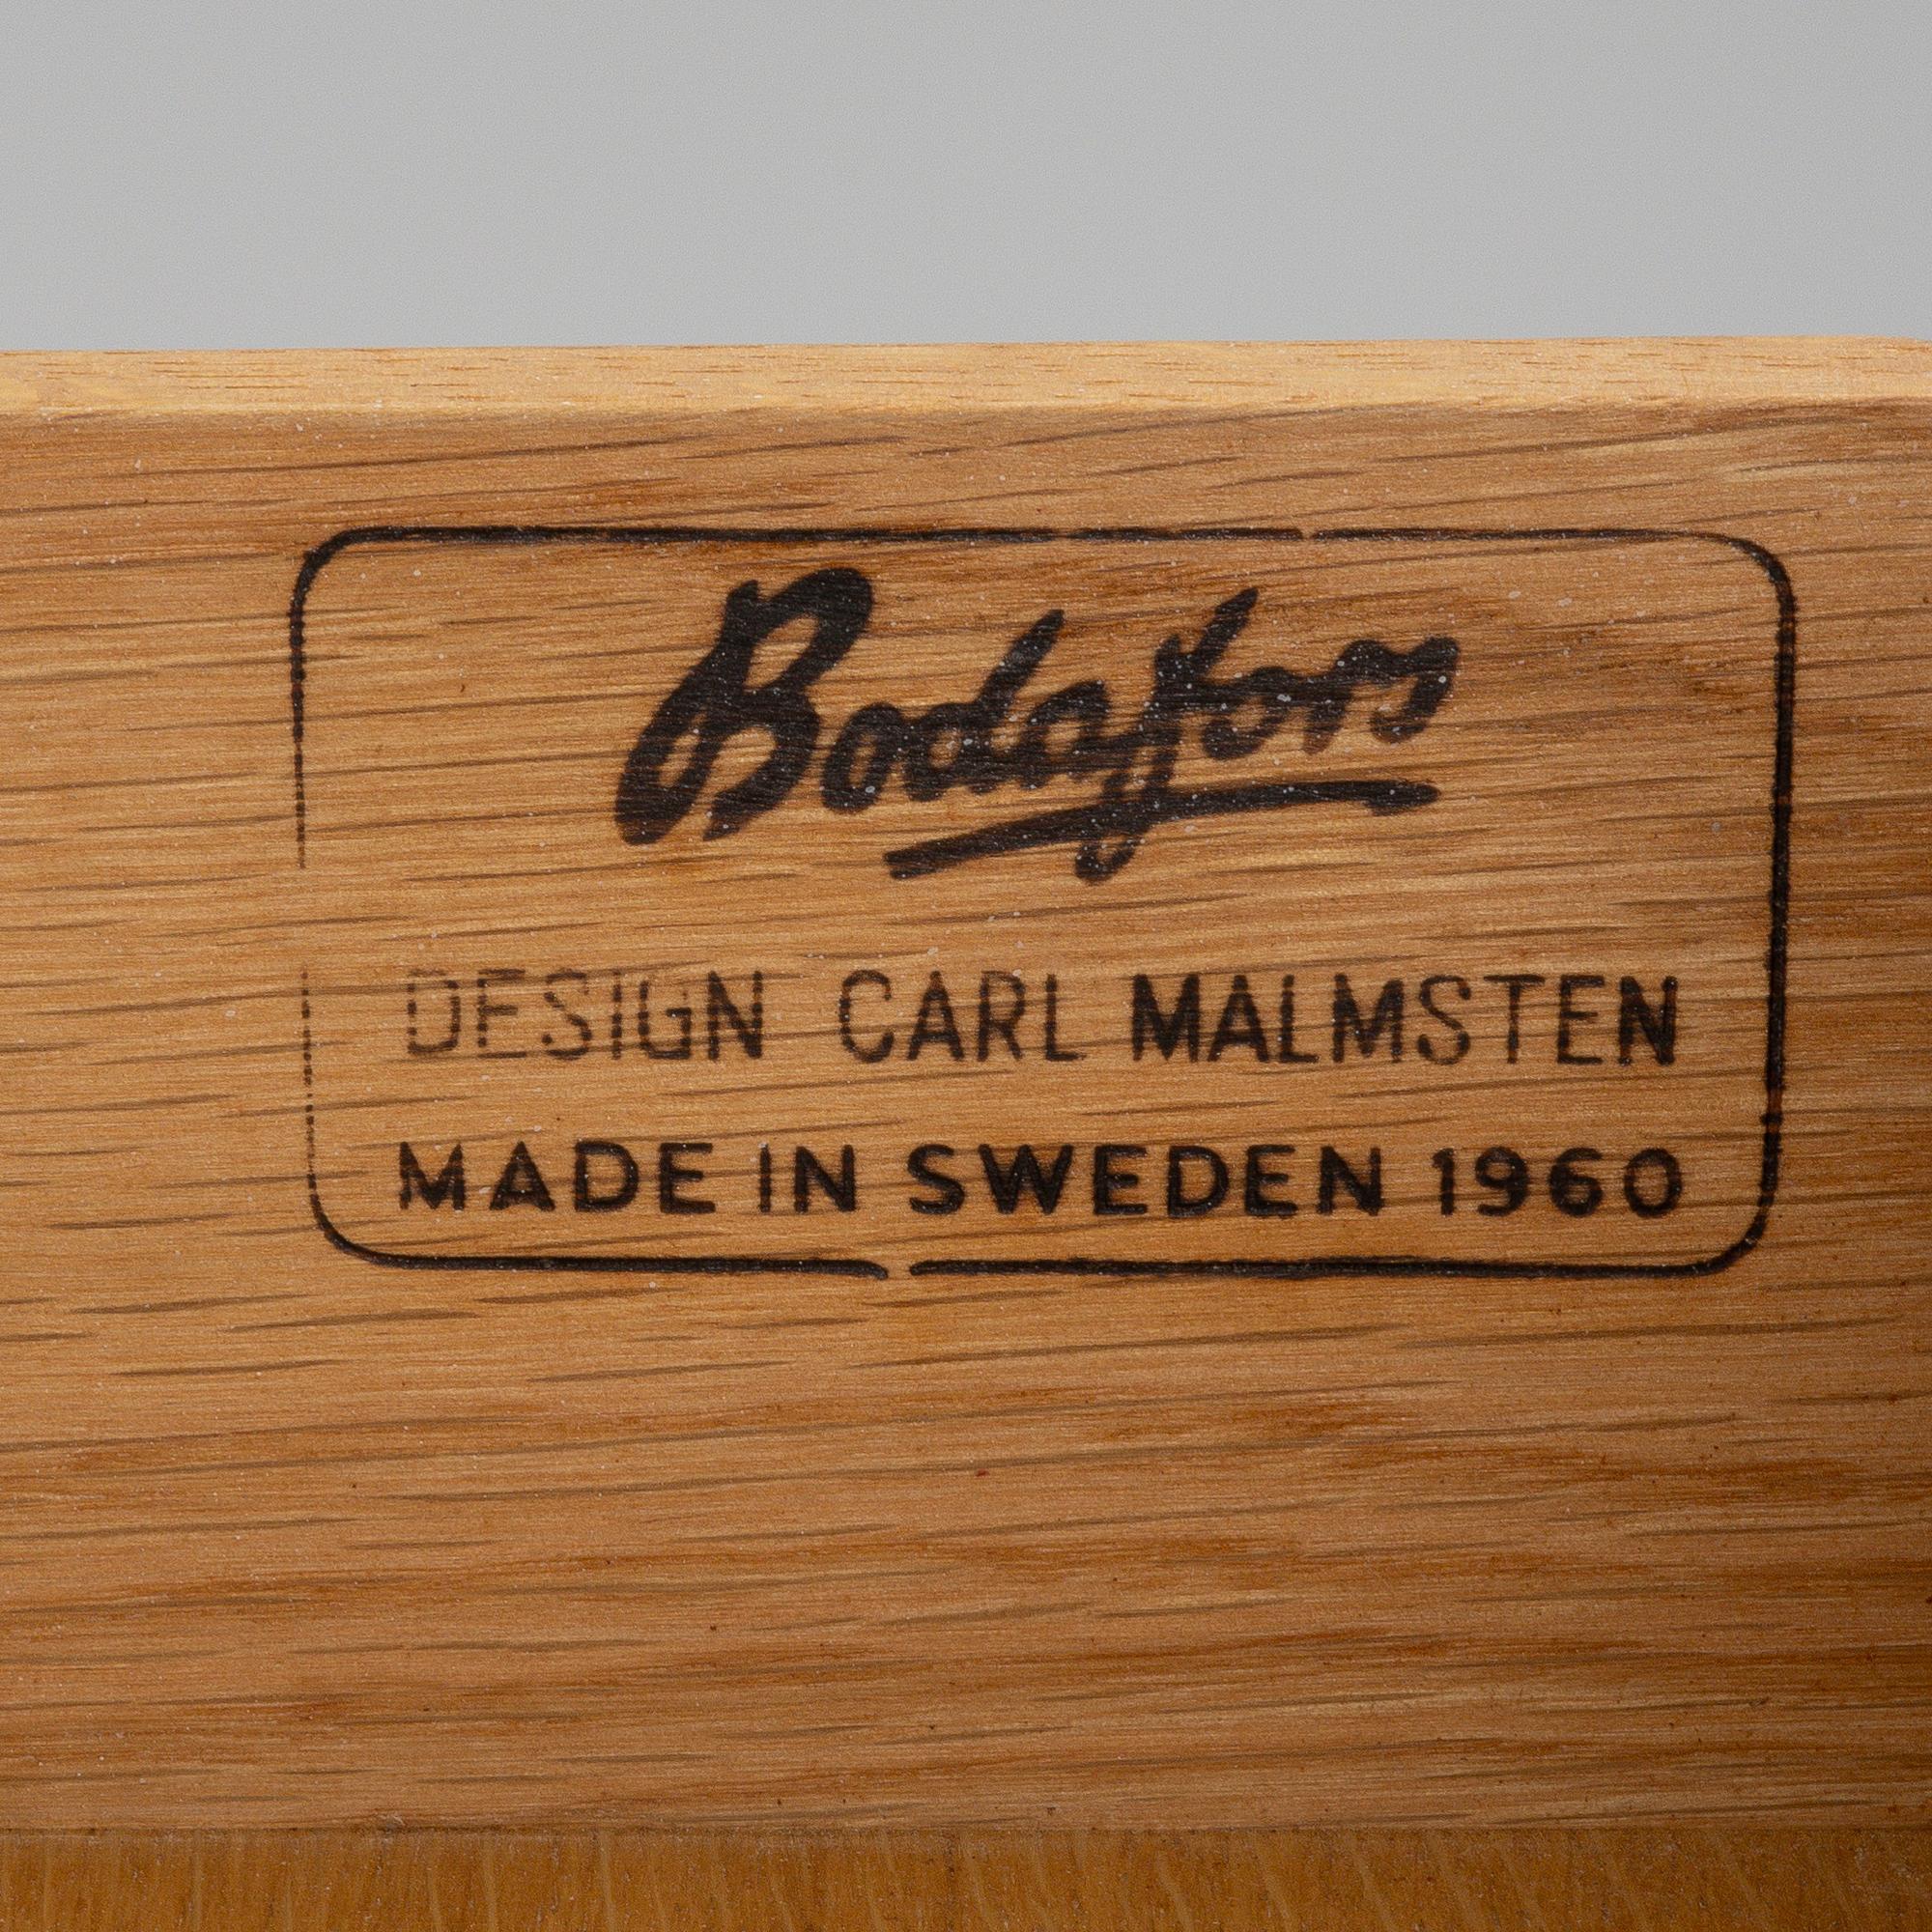 Bodafors
DESIGN CARL MALMSTEN
MADE IN SWEDEN 1960